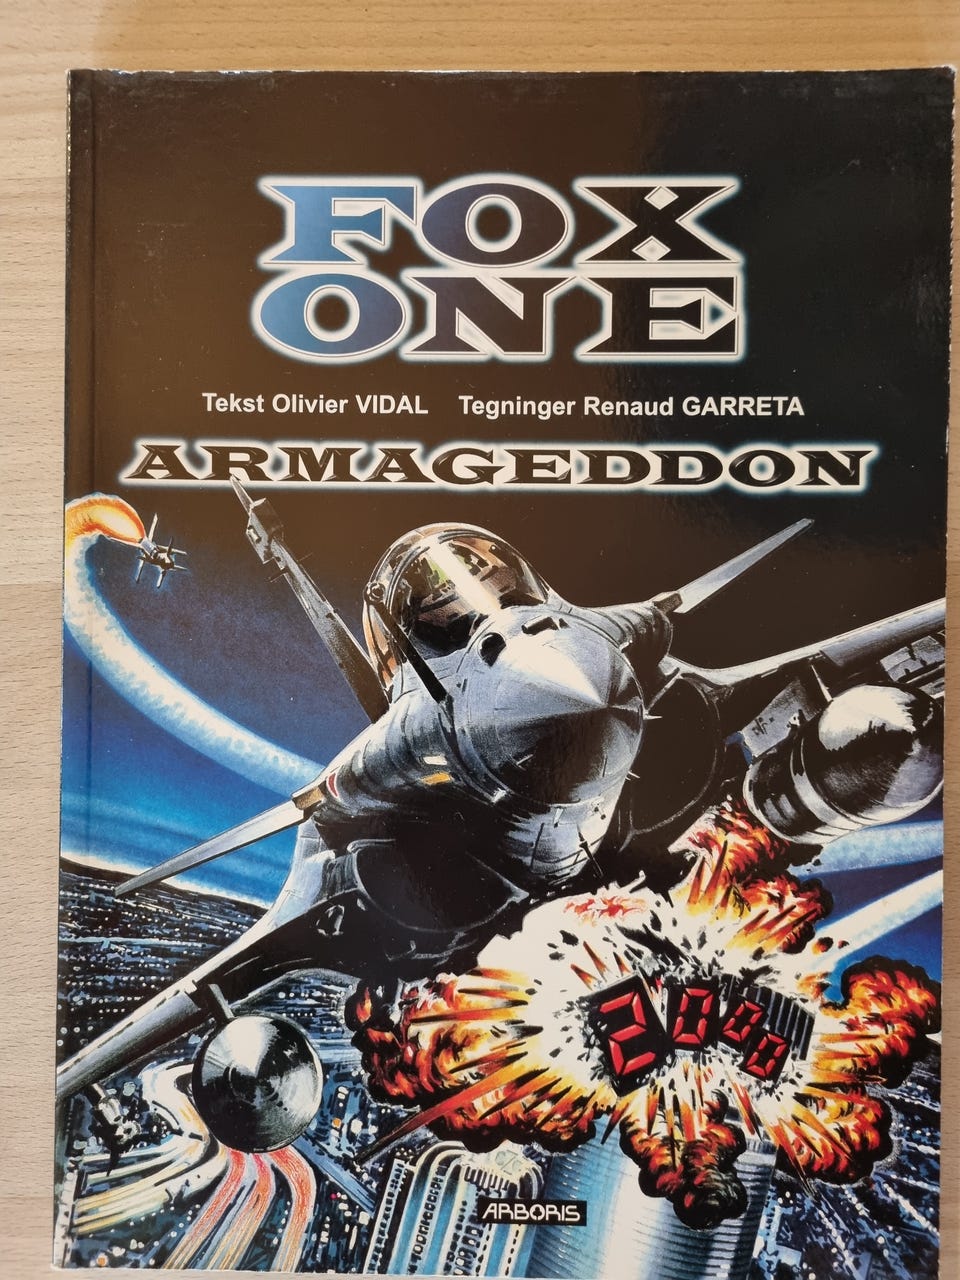 FOX
ONE
Tekst Olivier VIDAL Tegninger Renaud GARRETA
ARMAGEDDON
2000
ARBORIS